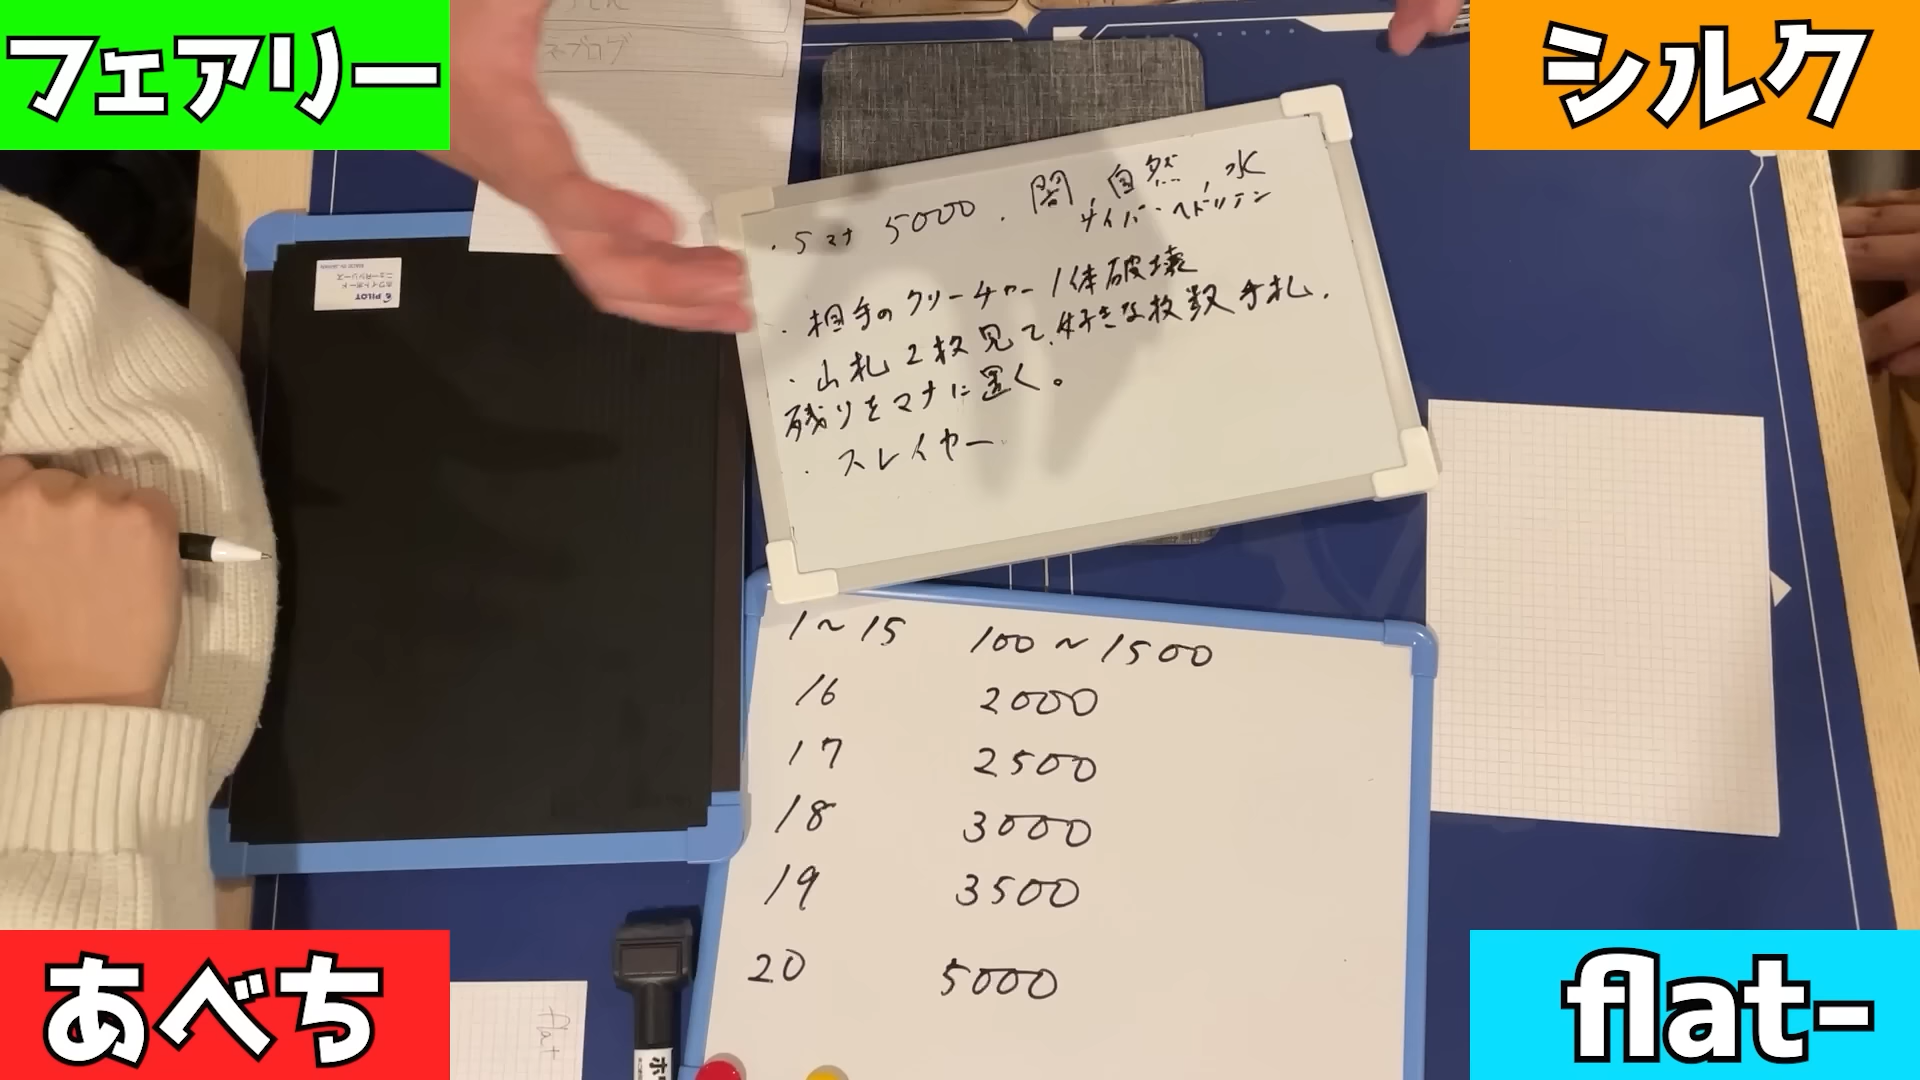 フェアリー
シルク
・5マナ 5000. 闇, 自然, 水
サイバー・ヘドリアン
・相手のクリーチャー1体破壊
・山札2枚見て、好きな枚数手札.
残りをマナに置く。
・スレイヤー
PILOT
1~15 100~1500
16 2000
17 2500
18 3000
19 3500
20 5000
flat
あべち
flat-